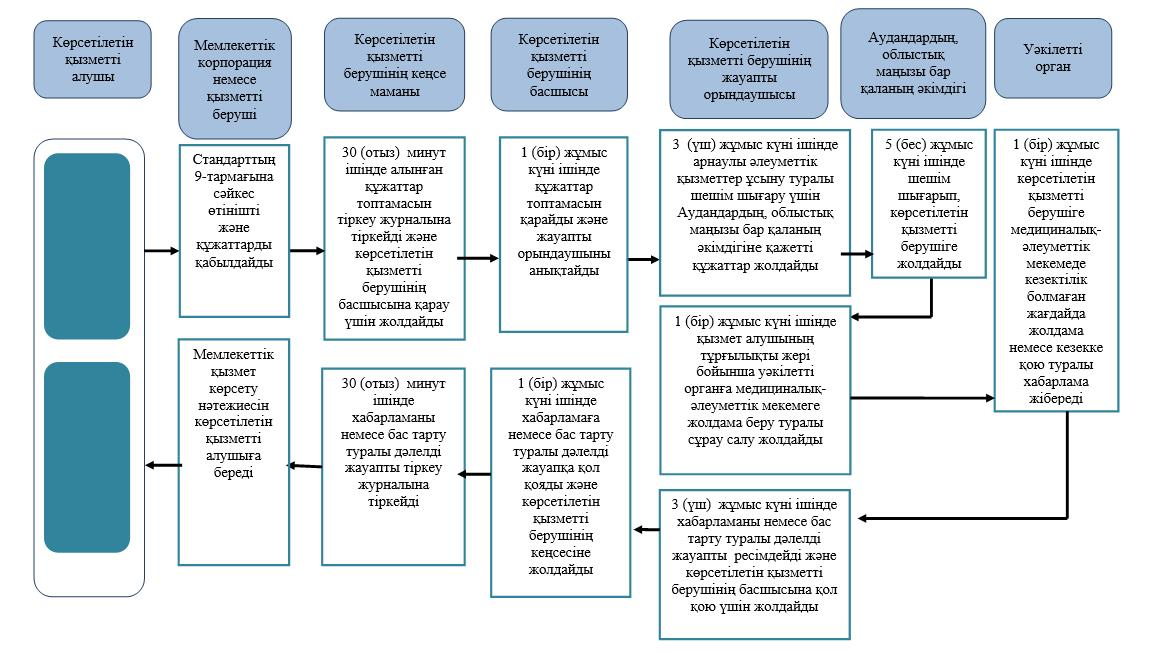 Көрсетілетін
қызметті
алушы
Мемлекеттік
корпорация
немесе
қызметті
беруші
Көрсетілетін
қызметті
берушінің кеңсе
маманы
Көрсетілетін
қызметті
берушінің
басшысы
Көрсетілетін
қызметті берушінің
жауапты
орындаушысы
Аудандардың,
облыстық
маңызы бар
қаланың әкімдігі
Уәкілетті
орган
Стандарттың
9-тармағына
сәйкес
өтінішті
және
құжаттарды
қабылдайды
30 (отыз) минут
ішінде алынған
құжаттар
топтамасын
тіркеу журналына
тіркейді және
көрсетілетін
қызметті
берушінің
басшысына қарау
үшін жолдайды
1 (бір) жұмыс
күні ішінде
құжаттар
топтамасын
қарайды және
жауапты
орындаушыны
анықтайды
3 (үш) жұмыс күні ішінде
арнаулы әлеуметтік
қызметтер ұсыну туралы
шешім шығару үшін
Аудандардың, облыстық
маңызы бар қаланың
әкімдігіне қажетті
құжаттар жолдайды
5 (бес) жұмыс
күні ішінде
шешім
шығарып,
көрсетілетін
қызметті
берушіге
жолдайды
1 (бір) жұмыс
күні ішінде
көрсетілетін
қызметті
берушіге
медициналық-
әлеуметтік
мекемеде
кезектілік
болмаған
жағдайда
жолдама
немесе кезекке
қою туралы
хабарлама
жібереді
1 (бір) жұмыс күні ішінде
қызмет алушының
тұрғылықты жері
бойынша уәкілетті
органға медициналық-
әлеуметтік мекемеге
жолдама беру туралы
сұрау салу жолдайды
3 (үш) жұмыс күні ішінде
хабарламаны немесе бас
тарту туралы дәлелді
жауапты ресімдейді және
көрсетілетін қызметті
берушінің басшысына қол
қою үшін жолдайды
1 (бір) жұмыс
күні ішінде
хабарламаға
немесе бас тарту
туралы дәлелді
жауапқа қол
қояды және
көрсетілетін
қызметті
берушінің
кеңсесіне
жолдайды
30 (отыз) минут
ішінде
хабарламаны
немесе бас тарту
туралы дәлелді
жауапты тіркеу
журналына
тіркейді
Мемлекеттік
қызмет
көрсету
нәтежиесін
көрсетілетін
қызметті
алушыға
береді